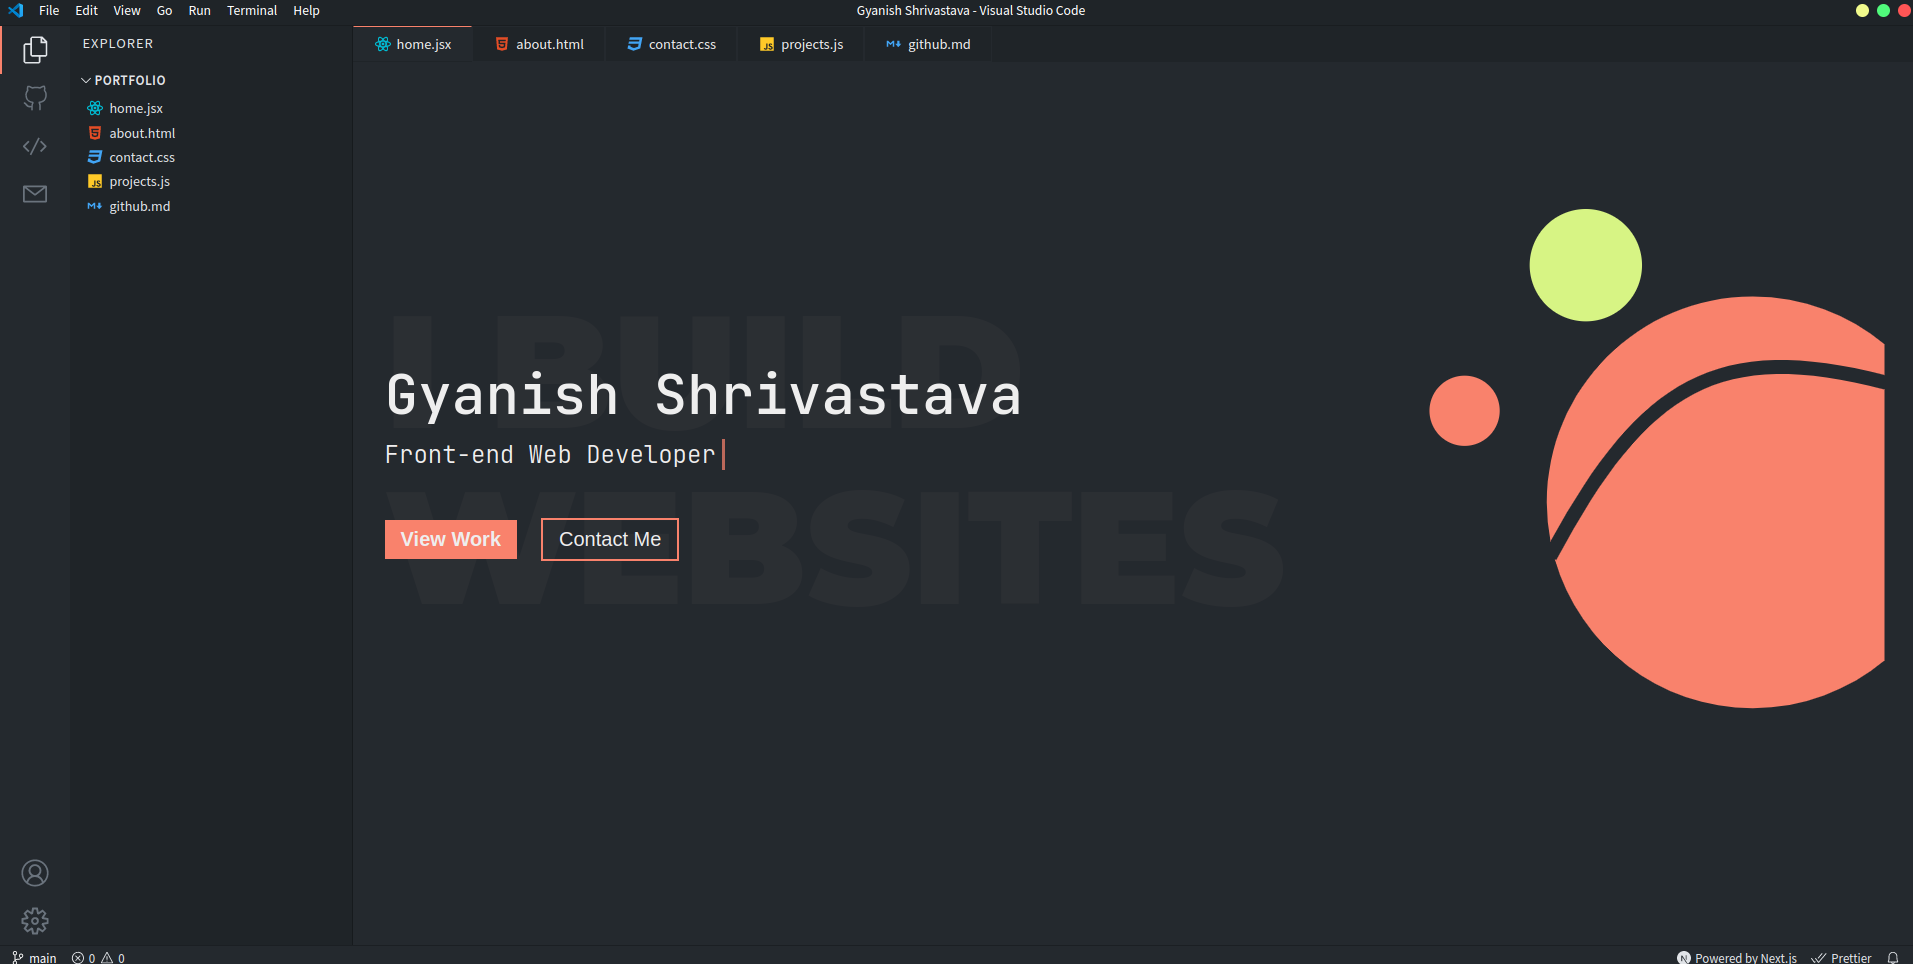 File Edit View Go Run Terminal Help
Gyanish Shrivastava - Visual Studio Code
EXPLORER
PORTFOLIO
home.jsx
about.html
contact.css
projects.js
github.md
home.jsx about.html contact.css projects.js github.md
I BUILD
Gyanish Shrivastava
Front-end Web Developer
WEBSITES
View Work
Contact Me
main 0 0
Powered by Next.js Prettier